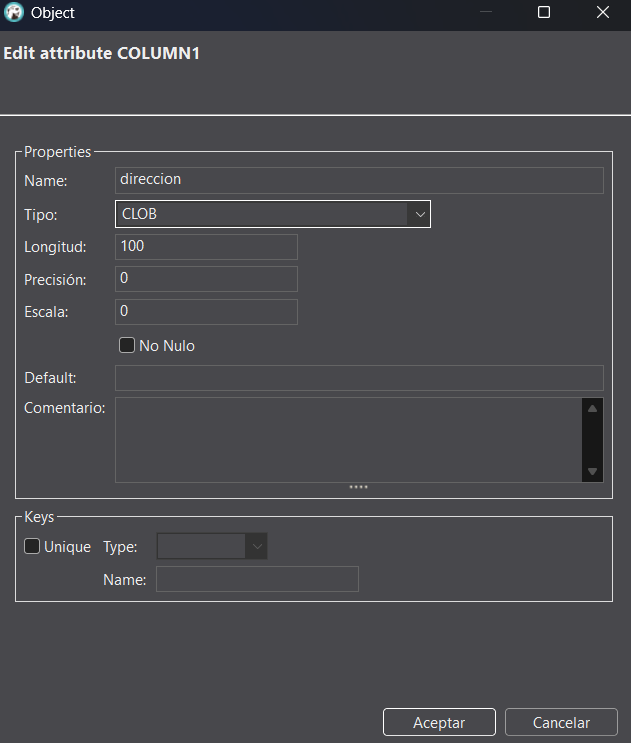 Object
Edit attribute COLUMN1
Properties
Name: direccion
Tipo: CLOB
Longitud: 100
Precisión: 0
Escala: 0
No Nulo
Default:
Comentario:
Keys
Unique Type:
Name:
Aceptar Cancelar